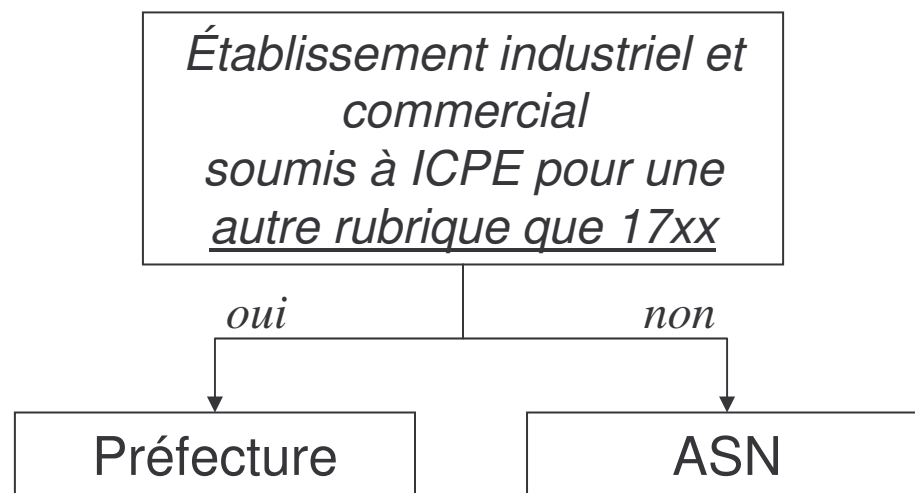 Établissement industriel et
commercial
soumis à ICPE pour une
autre rubrique que 17xx
oui
non
Préfecture
ASN